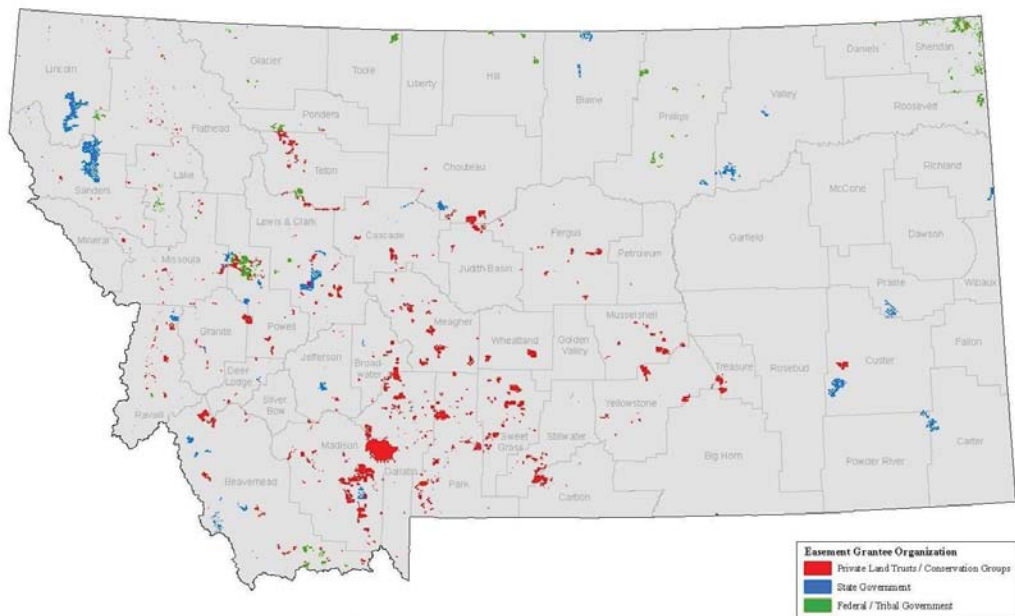 Lincoln
Glacier
Toole
Liberty
Hill
Blaine
Daniels
Sheridan
Valley
Phillips
Roosevelt
Flathead
Pondera
Teton
Choteau
Richland
McCone
Sanders
Lake
Lewis & Clark
Cascade
Fergus
Petroleum
Garfield
Dawson
Mineral
Missoula
Judith Basin
Prairie
Wibaux
Granite
Powell
Meagher
Wheatland
Golden
Valley
Musselshell
Treasure
Rosebud
Custer
Fallon
Jefferson
Broad-
water
Deer
Lodge
Silver
Bow
Ravalli
Yellowstone
Madison
Gallatin
Park
Sweet
Grass
Stillwater
Big Horn
Powder River
Carter
Beaverhead
Carbon
Easement Grantee Organization
Private Land Trusts / Conservation Groups
State Government
Federal / Tribal Government